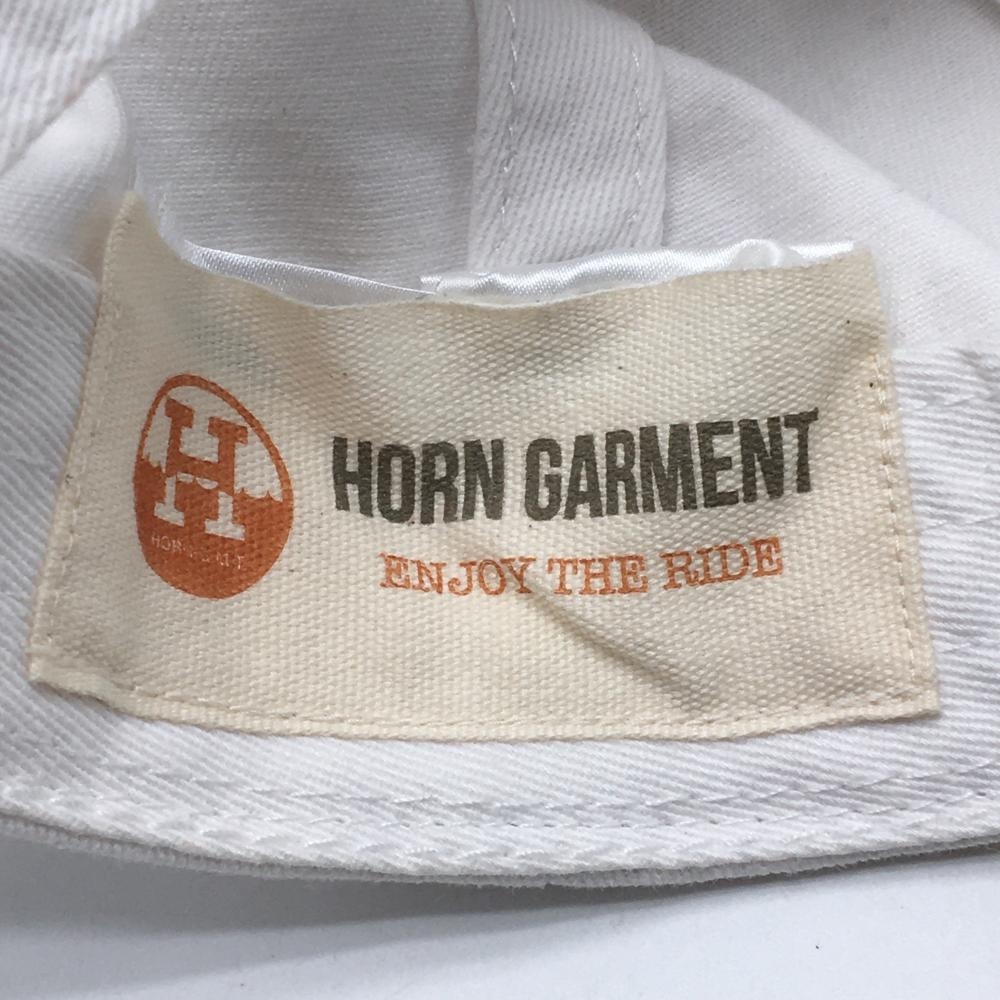 H
HORN GARMENT
ENJOY THE RIDE